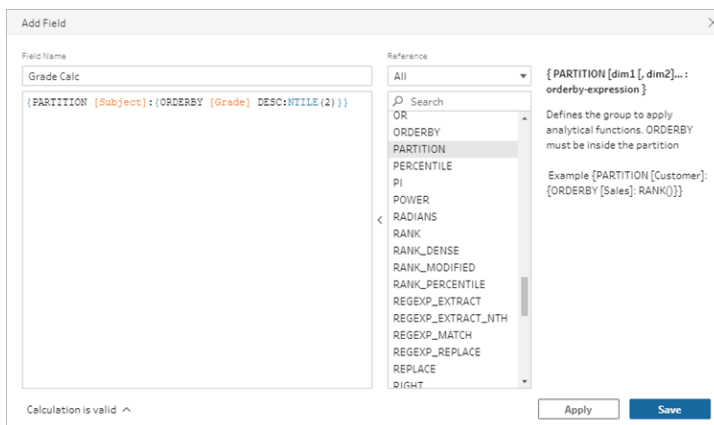 Add Field
Field Name
Grade Calc
{PARTITION [Subject]:{ORDERBY [Grade] DESC:NTILE(2)}}
Reference
All
Search
OR
ORDERBY
PARTITION
PERCENTILE
PI
POWER
RADIANS
RANK
RANK_DENSE
RANK_MODIFIED
RANK_PERCENTILE
REGEXP_EXTRACT
REGEXP_EXTRACT_NTH
REGEXP_MATCH
REGEXP_REPLACE
REPLACE
RIGHT
{ PARTITION [dim1 [, dim2]... :
orderby-expression }
Defines the group to apply
analytical functions. ORDERBY
must be inside the partition
Example {PARTITION [Customer]:
{ORDERBY [Sales]: RANK()}}
Calculation is valid
Apply
Save